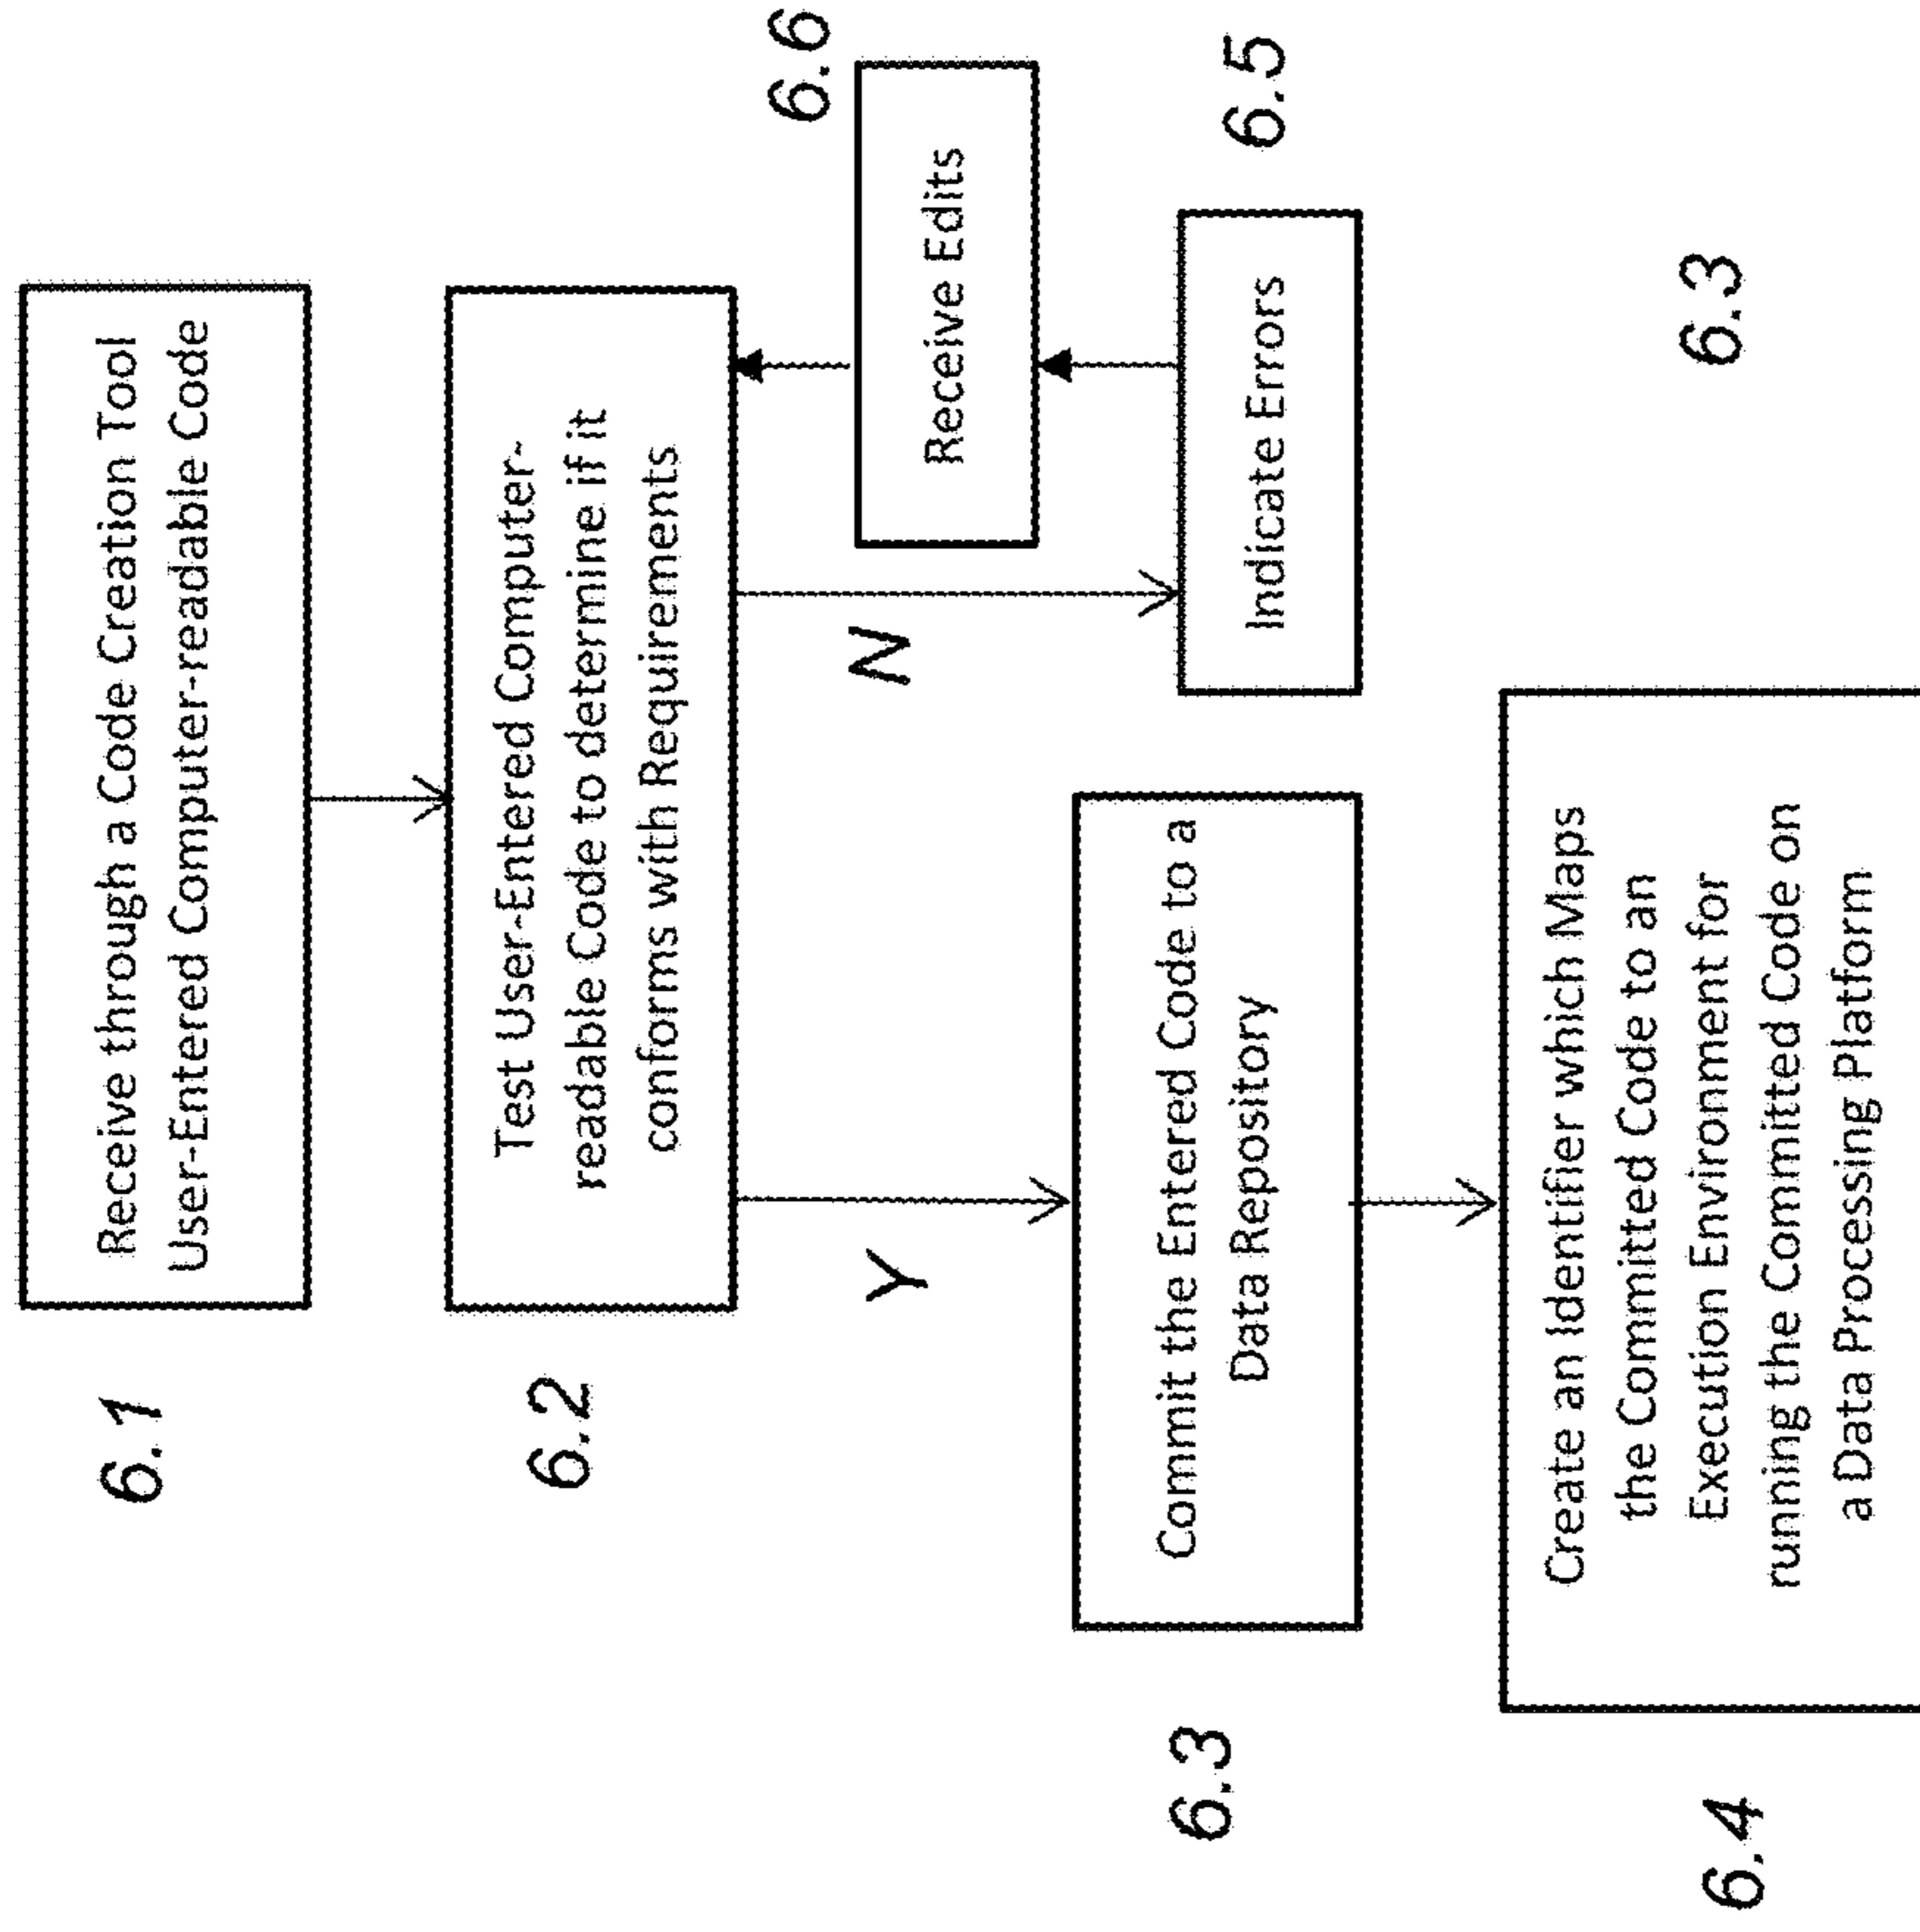 6.1
Receive through a Code Creation Tool
User-Entered Computer-readable Code
6.2
Test User-Entered Computer-
readable Code to determine if it
conforms with Requirements
6.6
Receive Edits
Y
N
6.3
Commit the Entered Code to a
Data Repository
Indicate Errors
6.5
6.4
Create an Identifier which Maps
the Committed Code to an
Execution Environment for
running the Committed Code on
a Data Processing Platform
6.3